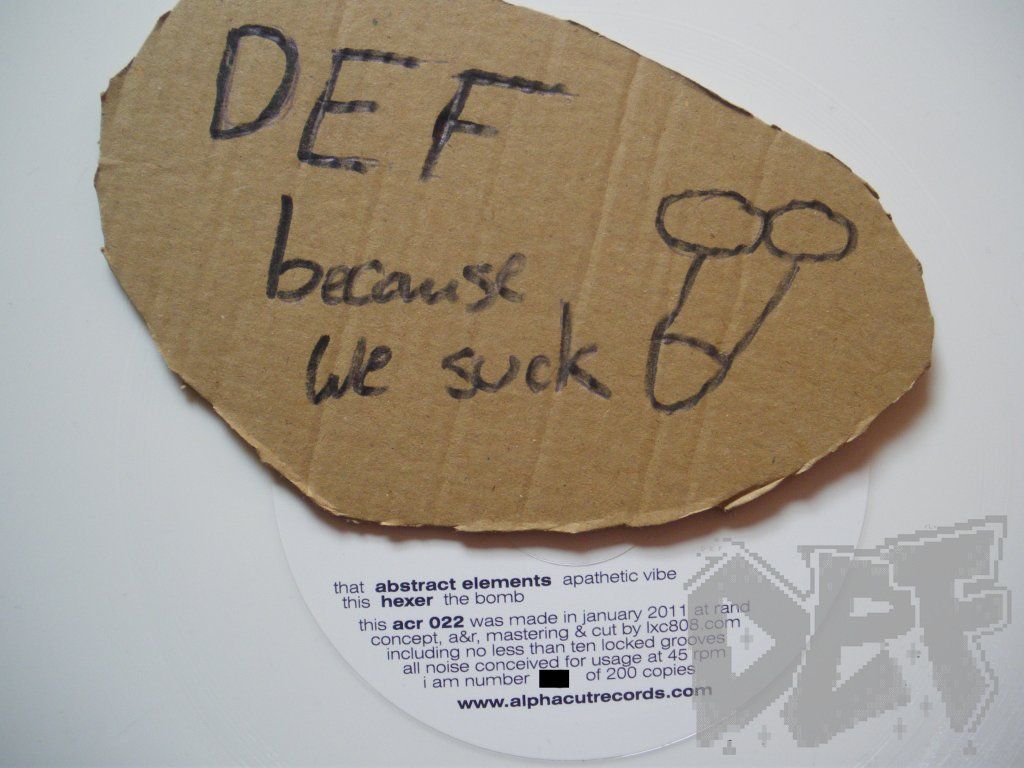 DEF
because
we suck
that abstract elements apathetic vibe
this hexer the bomb
this acr 022 was made in january 2011 at rand
concept, a&r, mastering & cut by lxc808.com
including no less than ten locked grooves
all noise conceived for usage at 45 rpm
i am number of 200 copies
www.alphacutrecords.com
DEF